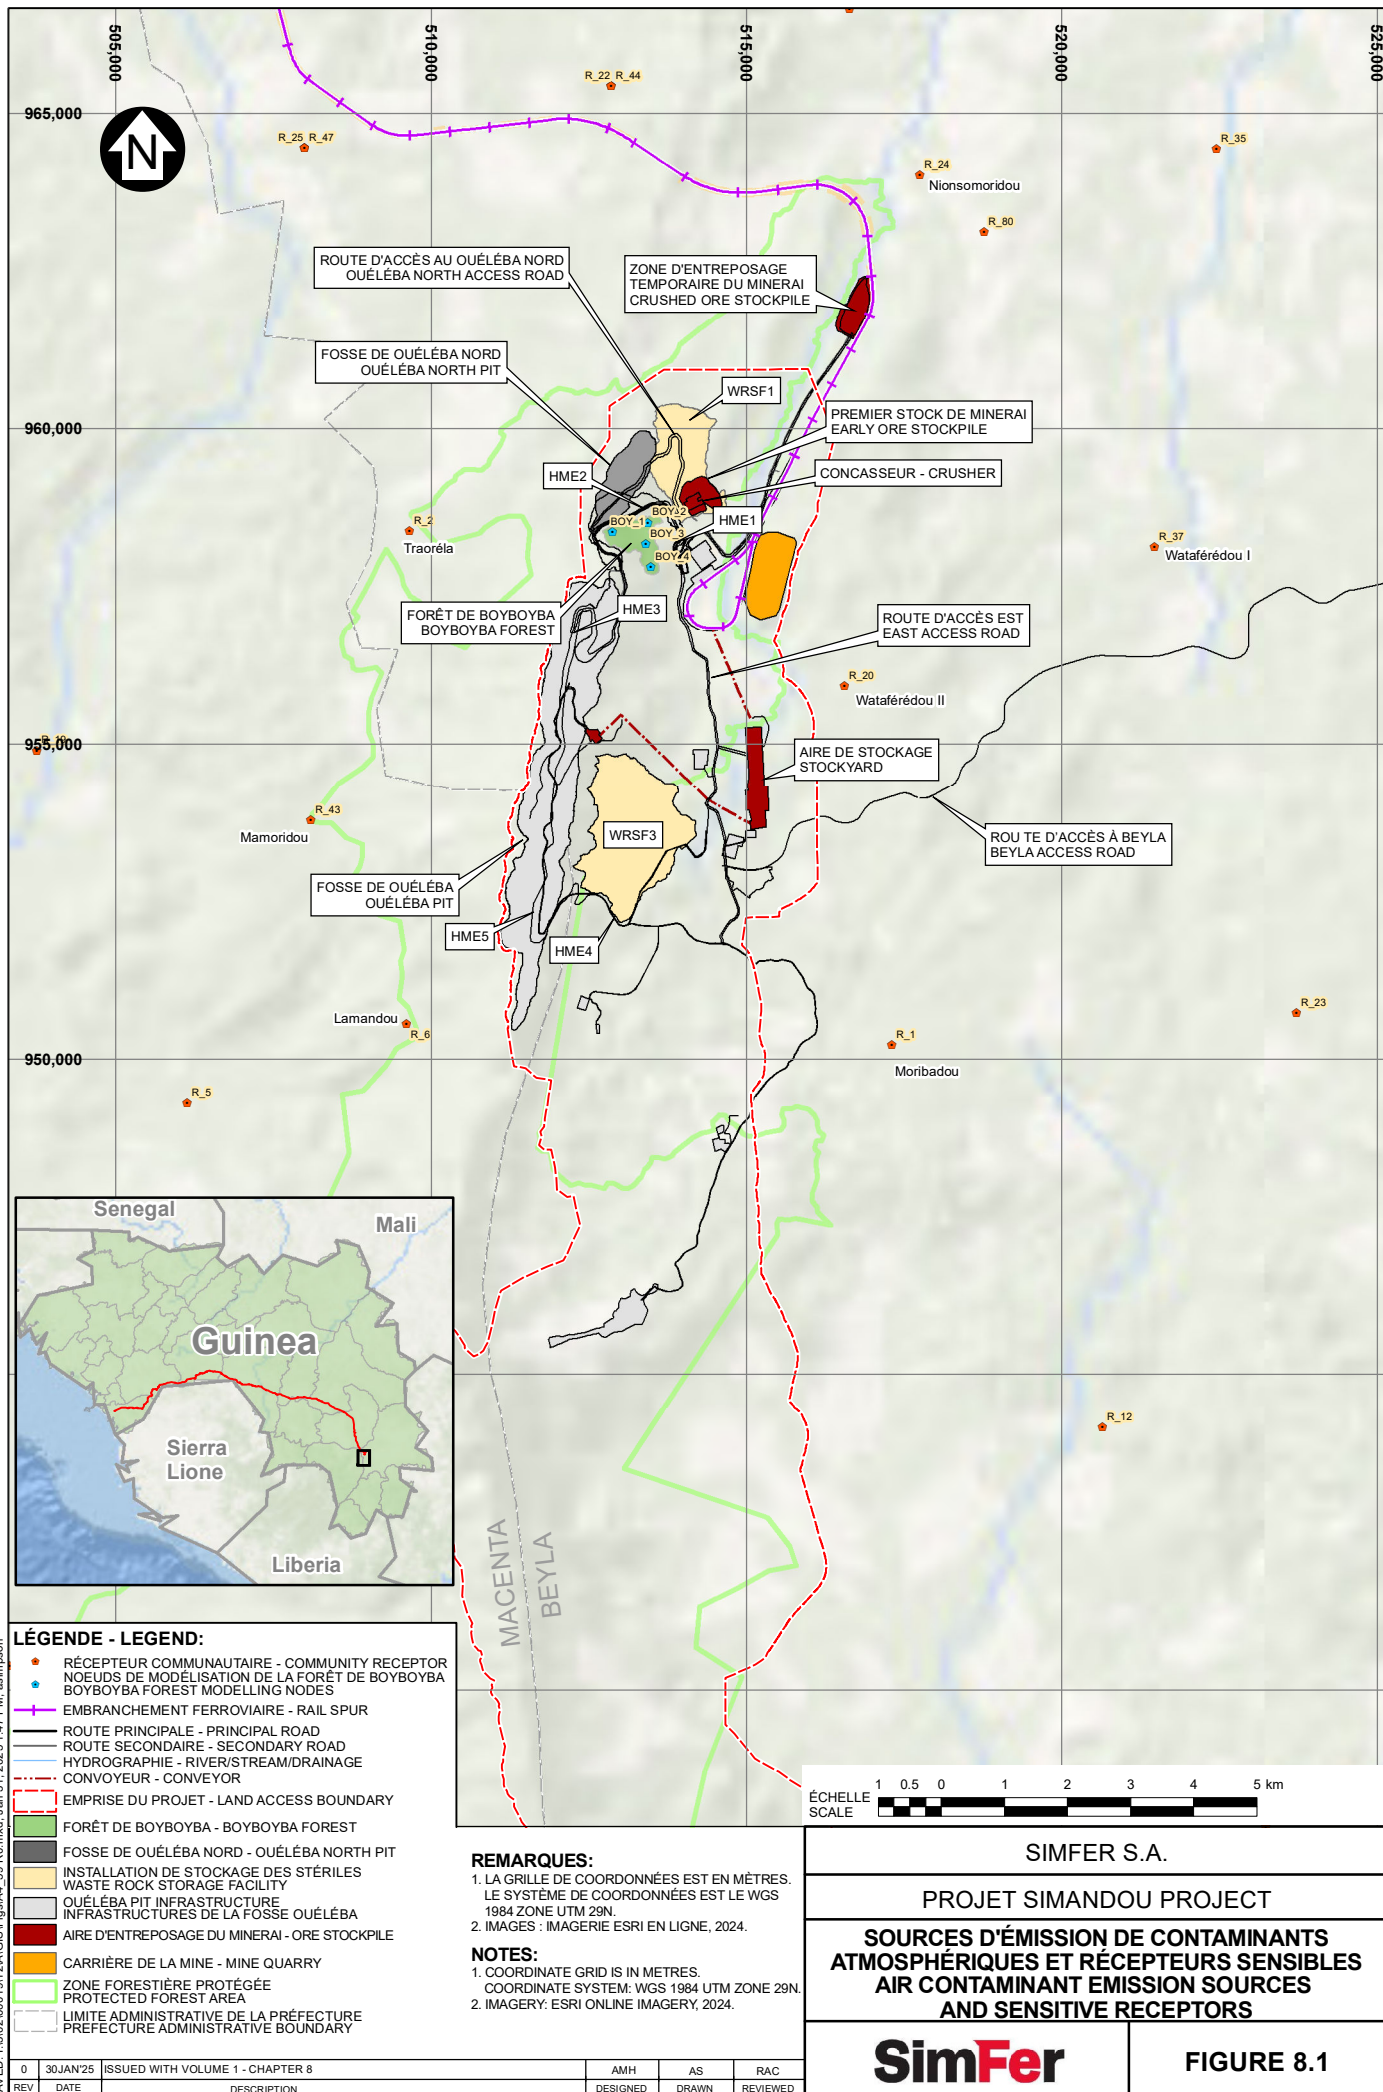 505,000
510,000
515,000
520,000
525,000
965,000
960,000
955,000
950,000
N
R_22 R_44
R_25 R_47
R_35
R_24
Nionsomoridou
R_80
ROUTE D'ACCÈS AU OUÉLÉBA NORD
OUÉLÉBA NORTH ACCESS ROAD
ZONE D'ENTREPOSAGE
TEMPORAIRE DU MINERAI
CRUSHED ORE STOCKPILE
FOSSE DE OUÉLÉBA NORD
OUÉLÉBA NORTH PIT
WRSF1
PREMIER STOCK DE MINERAI
EARLY ORE STOCKPILE
HME2
CONCASSEUR - CRUSHER
BOY_1
BOY_2
BOY_3
BOY_4
HME1
R_2
Traoréla
R_37
Wataférédou I
FORÊT DE BOYBOYBA
BOYBOYBA FOREST
HME3
ROUTE D'ACCÈS EST
EAST ACCESS ROAD
R_20
Wataférédou II
R_19
AIRE DE STOCKAGE
STOCKYARD
R_43
Mamoridou
WRSF3
ROU TE D'ACCÈS À BEYLA
BEYLA ACCESS ROAD
FOSSE DE OUÉLÉBA
OUÉLÉBA PIT
HME5
HME4
Lamandou
R_6
R_23
R_1
Moribadou
R_5
R_12
MACENTA
BEYLA
Senegal
Mali
Guinea
Sierra
Lione
Liberia
LÉGENDE - LEGEND:
RÉCEPTEUR COMMUNAUTAIRE - COMMUNITY RECEPTOR
NOEUDS DE MODÉLISATION DE LA FORÊT DE BOYBOYBA
BOYBOYBA FOREST MODELLING NODES
EMBRANCHEMENT FERROVIAIRE - RAIL SPUR
ROUTE PRINCIPALE - PRINCIPAL ROAD
ROUTE SECONDAIRE - SECONDARY ROAD
HYDROGRAPHIE - RIVER/STREAM/DRAINAGE
CONVOYEUR - CONVEYOR
EMPRISE DU PROJET - LAND ACCESS BOUNDARY
FORÊT DE BOYBOYBA - BOYBOYBA FOREST
FOSSE DE OUÉLÉBA NORD - OUÉLÉBA NORTH PIT
INSTALLATION DE STOCKAGE DES STÉRILES
WASTE ROCK STORAGE FACILITY
OUÉLÉBA PIT INFRASTRUCTURE
INFRASTRUCTURES DE LA FOSSE OUÉLÉBA
AIRE D'ENTREPOSAGE DU MINERAI - ORE STOCKPILE
CARRIÈRE DE LA MINE - MINE QUARRY
ZONE FORESTIÈRE PROTÉGÉE
PROTECTED FOREST AREA
LIMITE ADMINISTRATIVE DE LA PRÉFECTURE
PREFECTURE ADMINISTRATIVE BOUNDARY
REMARQUES:
1. LA GRILLE DE COORDONNÉES EST EN MÈTRES.
LE SYSTÈME DE COORDONNÉES EST LE WGS
1984 ZONE UTM 29N.
2. IMAGES : IMAGERIE ESRI EN LIGNE, 2024.
NOTES:
1. COORDINATE GRID IS IN METRES.
COORDINATE SYSTEM: WGS 1984 UTM ZONE 29N.
2. IMAGERY: ESRI ONLINE IMAGERY, 2024.
ÉCHELLE
SCALE
1 0.5 0 1 2 3 4 5 km
SIMFER S.A.
PROJET SIMANDOU PROJECT
SOURCES D'ÉMISSION DE CONTAMINANTS
ATMOSPHÉRIQUES ET RÉCEPTEURS SENSIBLES
AIR CONTAMINANT EMISSION SOURCES
AND SENSITIVE RECEPTORS
SimFer
FIGURE 8.1
0 30JAN'25 ISSUED WITH VOLUME 1 - CHAPTER 8 AMH AS RAC
REV DATE DESCRIPTION DESIGNED DRAWN REVIEWED